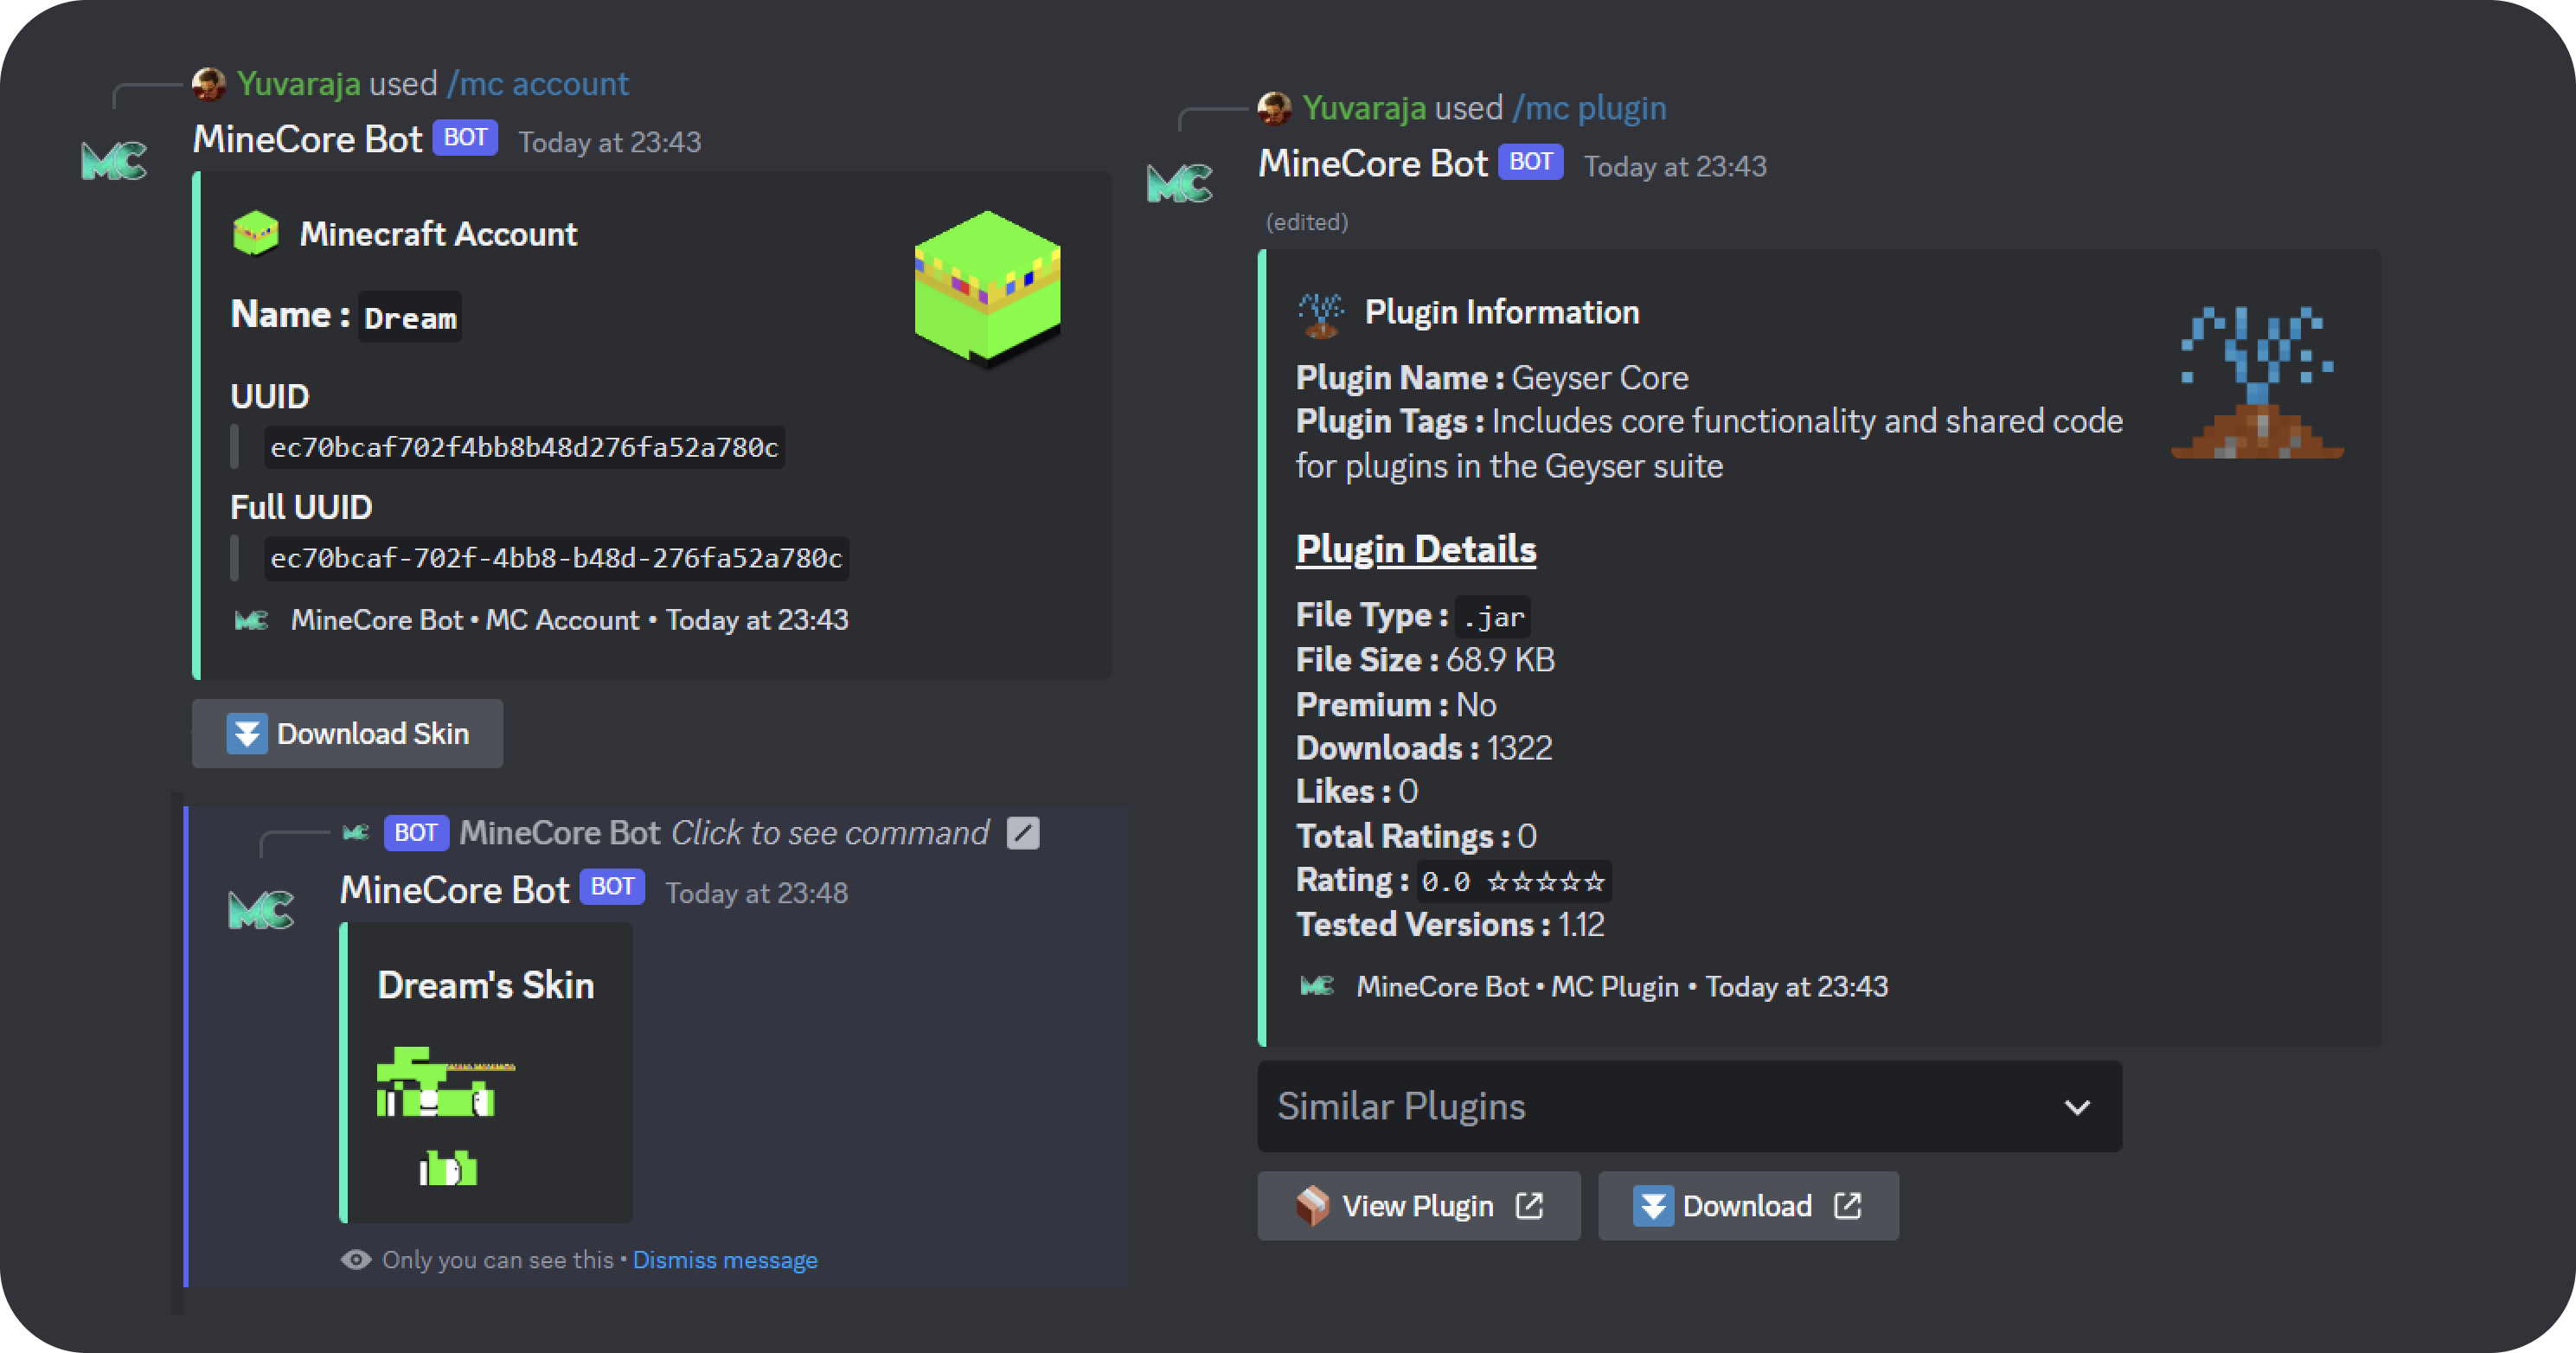 Yuvaraja used /mc account
MC
MineCore Bot BOT Today at 23:43
Minecraft Account
Name : Dream
UUID
ec70bcaf702f4bb8b48d276fa52a780c
Full UUID
ec70bcaf-702f-4bb8-b48d-276fa52a780c
MC MineCore Bot • MC Account • Today at 23:43
Download Skin
MC BOT MineCore Bot Click to see command
MC
MineCore Bot BOT Today at 23:48
Dream's Skin
Only you can see this • Dismiss message
Yuvaraja used /mc plugin
MC
MineCore Bot BOT Today at 23:43
(edited)
Plugin Information
Plugin Name : Geyser Core
Plugin Tags : Includes core functionality and shared code
for plugins in the Geyser suite
Plugin Details
File Type : .jar
File Size : 68.9 KB
Premium : No
Downloads : 1322
Likes : 0
Total Ratings : 0
Rating : 0.0 ☆☆☆☆☆
Tested Versions : 1.12
MC MineCore Bot • MC Plugin • Today at 23:43
Similar Plugins
View Plugin
Download